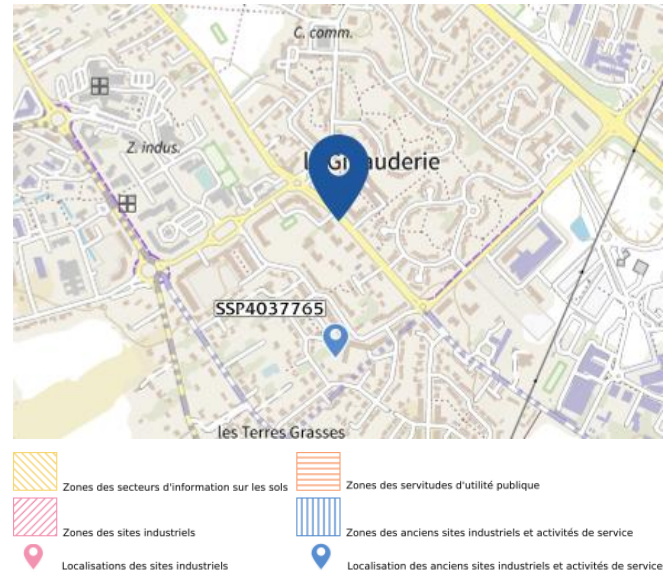 C. comm.
Z. indus.
SSP4037765
les Terres Grasses
Zones des secteurs d'information sur les sols
Zones des servitudes d'utilité publique
Zones des sites industriels
Zones des anciens sites industriels et activités de service
Localisations des sites industriels
Localisation des anciens sites industriels et activités de service